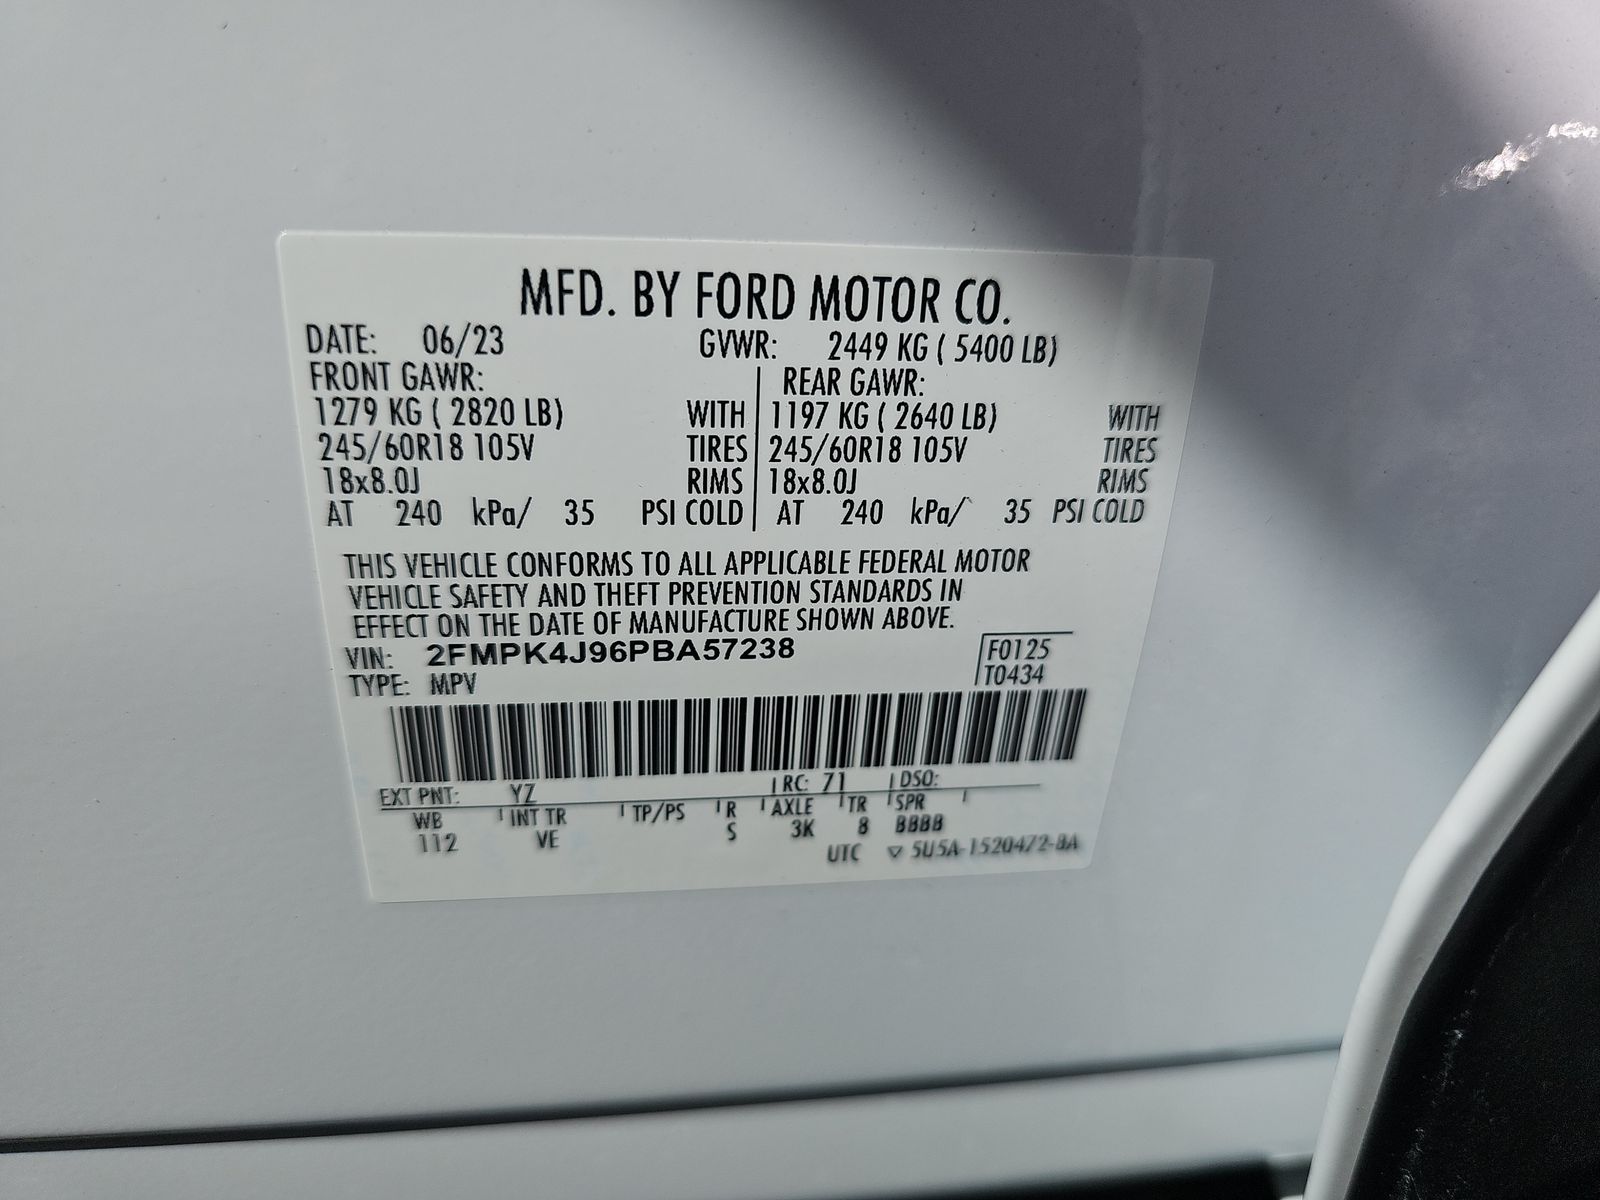 MFD. BY FORD MOTOR CO.
DATE: 06/23 GVWR: 2449 KG ( 5400 LB)
FRONT GAWR: REAR GAWR:
1279 KG ( 2820 LB) WITH 1197 KG ( 2640 LB) WITH
245/60R18 105V TIRES 245/60R18 105V TIRES
18x8.0J RIMS 18x8.0J RIMS
AT 240 kPa/ 35 PSI COLD AT 240 kPa/ 35 PSI COLD
THIS VEHICLE CONFORMS TO ALL APPLICABLE FEDERAL MOTOR
VEHICLE SAFETY AND THEFT PREVENTION STANDARDS IN
EFFECT ON THE DATE OF MANUFACTURE SHOWN ABOVE.
VIN: 2FMPK4J96PBA57238 F0125
TYPE: MPV T0434
EXT PNT: YZ RC: 71 DSO:
WB INT TR TP/PS R AXLE TR SPR
112 VE S 3K 8 BBBB
UTC ▽ 5U5A-1520472-BA